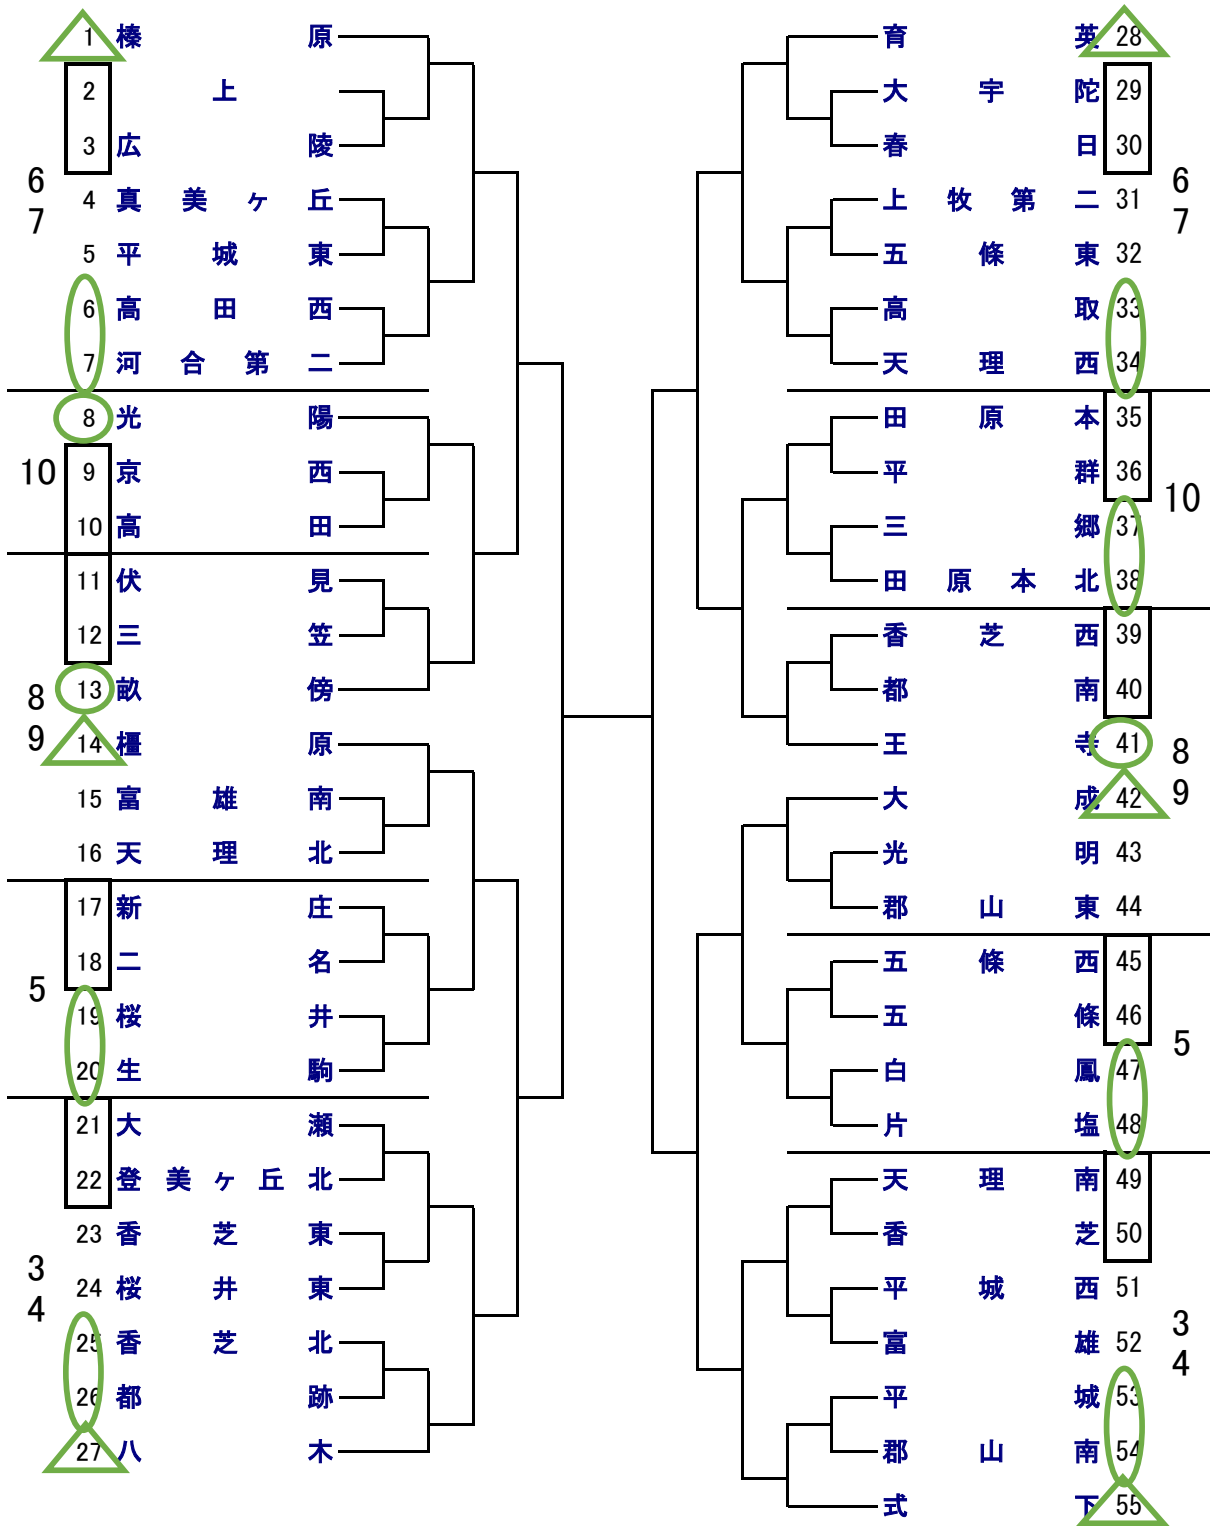 1 榛原
2 上
3 広陵
6
7
4 真美ヶ丘
5 平城東
6 高田西
7 河合第二
8 光陽
10
9 京西
10 高田
11 伏見
12 三笠
8
9
13 畝傍
14 橿原
15 富雄南
16 天理北
17 新庄
18 二名
5
19 桜井
20 生駒
21 大瀬
22 登美ヶ丘北
23 香芝東
3
4
24 桜井東
25 香芝北
26 都跡
27 八木
育英 28
大宇陀 29
春日 30
6
7
上牧第二 31
五條東 32
高取 33
天理西 34
田原本 35
平群 36
10
三郷 37
田原本北 38
香芝西 39
都南 40
王寺 41
8
9
大成 42
光明 43
郡山東 44
五條西 45
五條 46
5
白鳳 47
片塩 48
天理南 49
香芝 50
平城西 51
3
4
富雄 52
平城 53
郡山南 54
式下 55